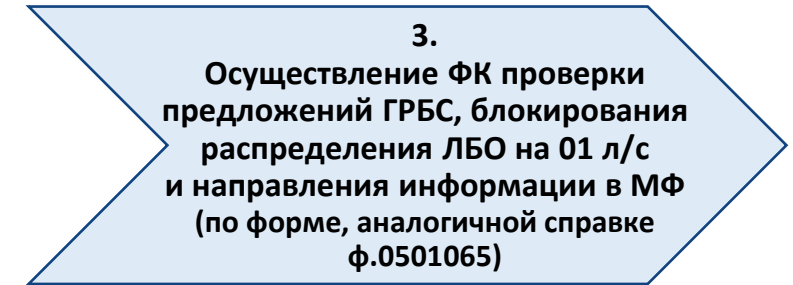 3.
Осуществление ФК проверки
предложений ГРБС, блокирования
распределения ЛБО на 01 л/с
и направления информации в МФ
(по форме, аналогичной справке
ф.0501065)